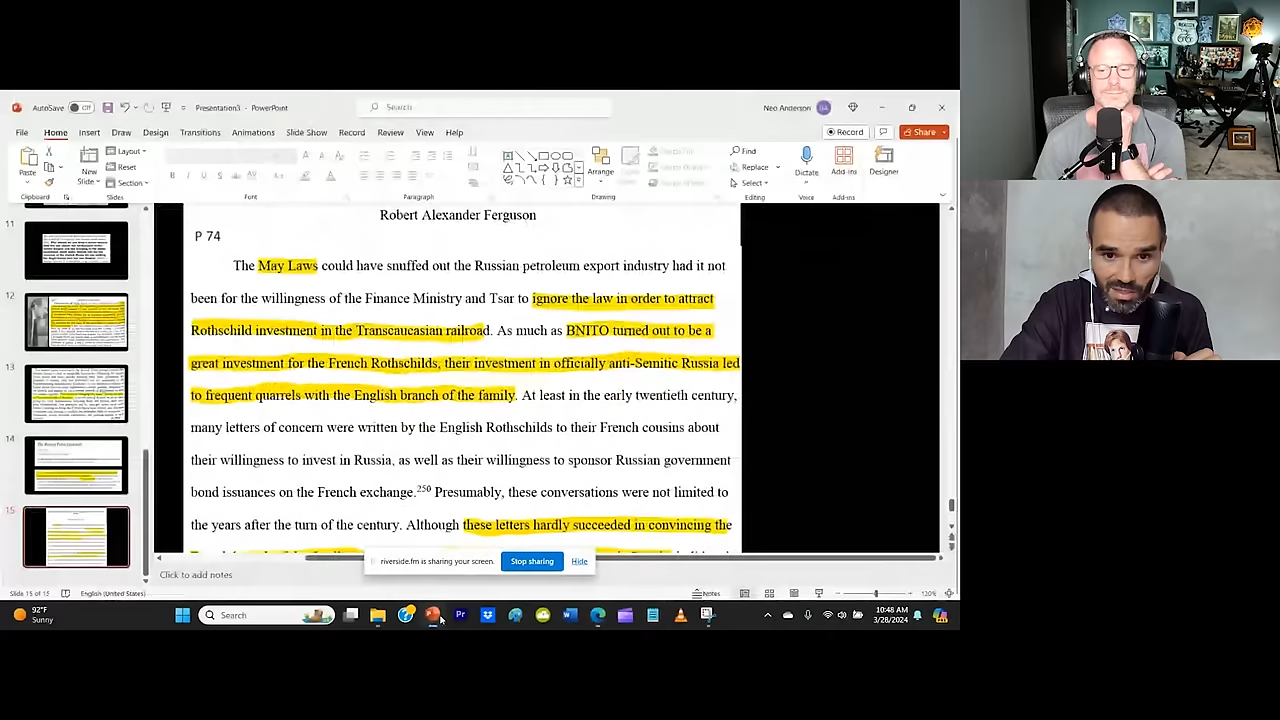 AutoSave Off Presentation3 - PowerPoint Search Neo Anderson
File Home Insert Draw Design Transitions Animations Slide Show Record Review View Help Record Share
Paste New Slide Layout Reset Section Arrange Find Replace Select Dictate Add-ins Designer
Clipboard Slides Font Paragraph Drawing Editing Voice Add-ins
11
12
13
14
15
Robert Alexander Ferguson
P 74
The May Laws could have snuffed out the Russian petroleum export industry had it not
been for the willingness of the Finance Ministry and Tsar to ignore the law in order to attract
Rothschild investment in the Transcaucasian railroad. As much as BNITO turned out to be a
great investment for the French Rothschilds, their investment in officially anti-Semitic Russia led
to frequent quarrels with the English branch of the family. At least in the early twentieth century,
many letters of concern were written by the English Rothschilds to their French cousins about
their willingness to invest in Russia, as well as their willingness to sponsor Russian government
bond issuances on the French exchange.250 Presumably, these conversations were not limited to
the years after the turn of the century. Although these letters hardly succeeded in convincing the
riverside.fm is sharing your screen. Stop sharing Hide
Click to add notes
Slide 15 of 15 English (United States) Notes 120%
92°F
Sunny
Search
10:48 AM
3/28/2024